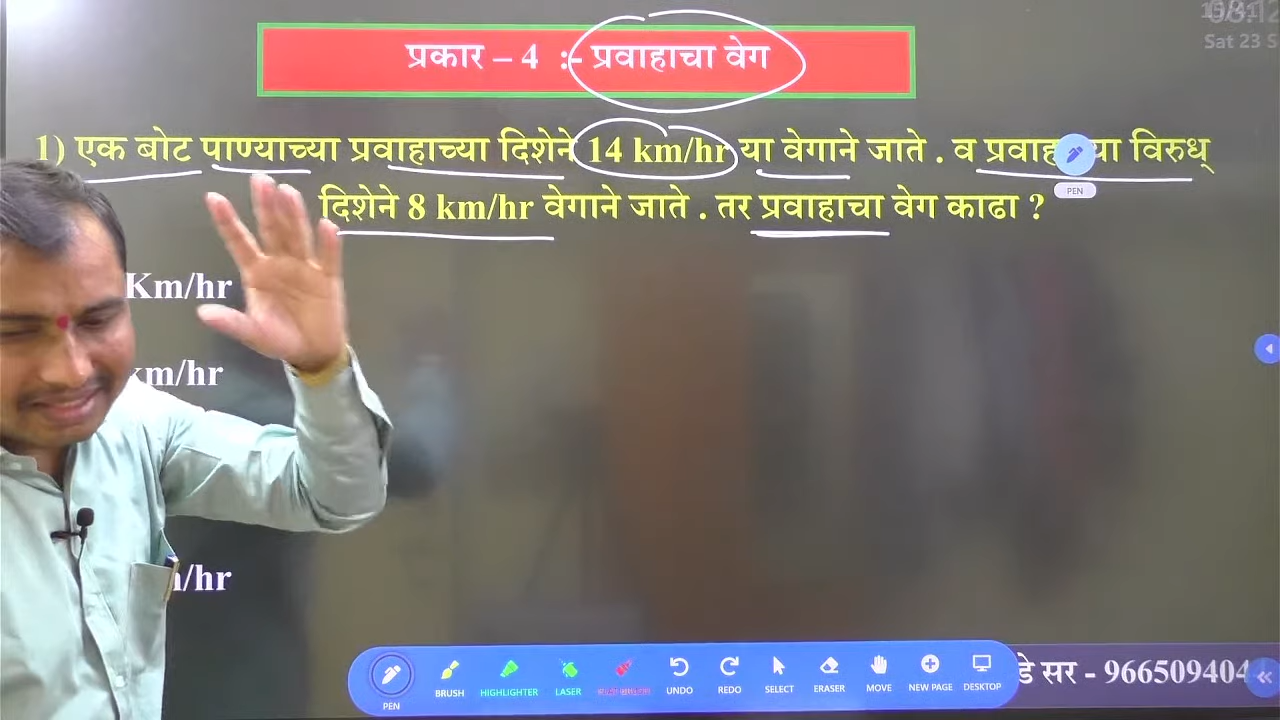 प्रकार – 4 :- प्रवाहाचा वेग
Sat 23 S
1) एक बोट पाण्याच्या प्रवाहाच्या दिशेने 14 km/hr या वेगाने जाते . व विरुध्
PEN
दिशेने 8 km/hr वेगाने जाते . तर प्रवाहाचा वेग काढा ?
Km/hr
km/hr
/hr
सर - 966509404
PEN BRUSH HIGHLIGHTER LASER UNDO REDO SELECT ERASER MOVE NEW PAGE DESKTOP